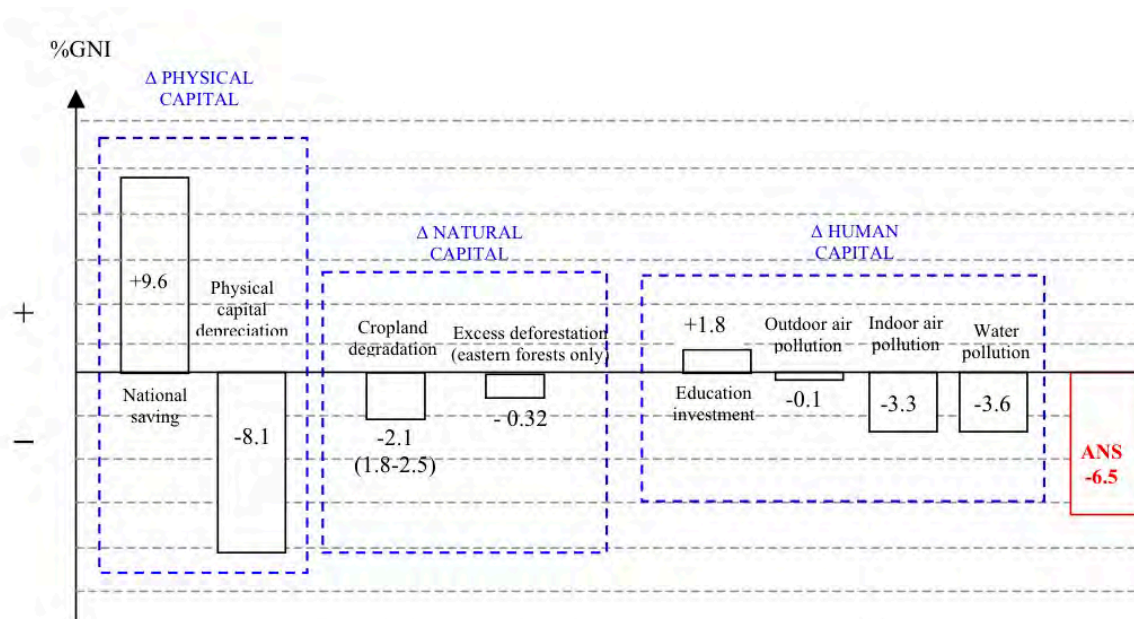 %GNI
Δ PHYSICAL
CAPITAL
+9.6
Physical
capital
depreciation
National
saving
-8.1
Δ NATURAL
CAPITAL
Cropland
degradation
Excess deforestation
(eastern forests only)
-2.1
(1.8-2.5)
- 0.32
Δ HUMAN
CAPITAL
+1.8
Outdoor air
pollution
Indoor air
pollution
Water
pollution
Education
investment
-0.1
-3.3
-3.6
ANS
-6.5
+
–